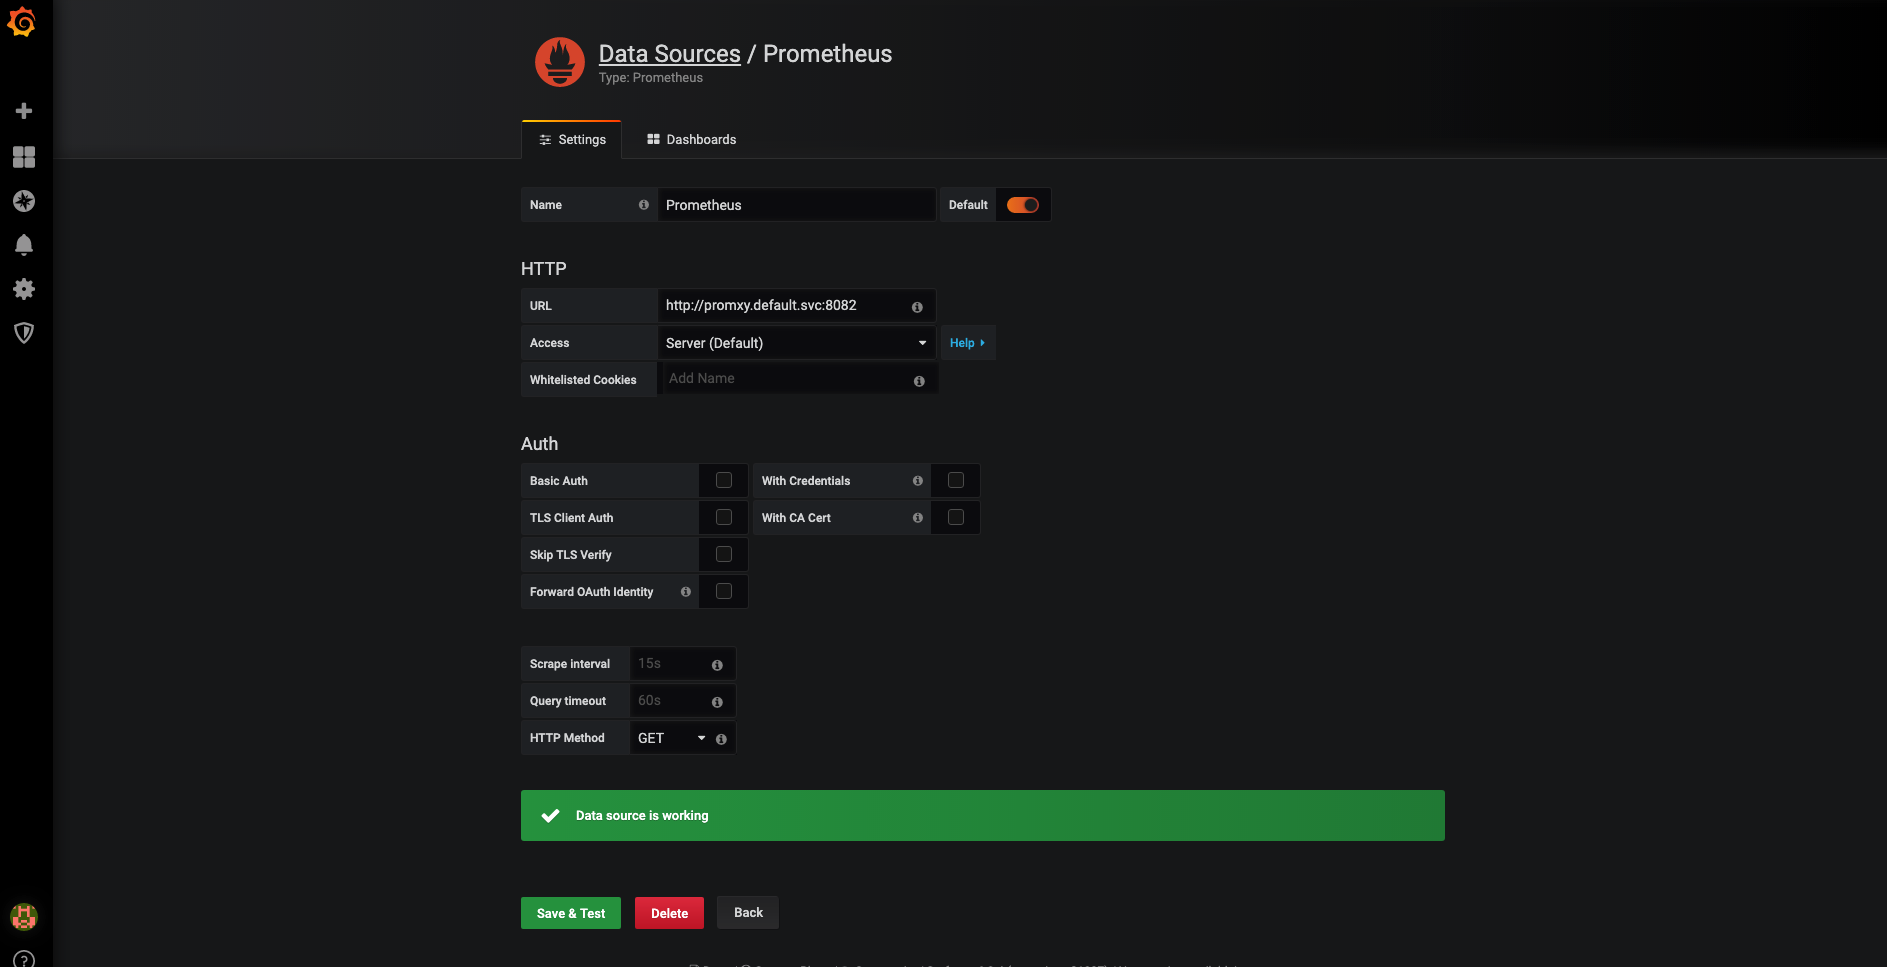 Data Sources / Prometheus
Type: Prometheus
Settings
Dashboards
Name
Prometheus
Default
HTTP
URL
http://promxy.default.svc:8082
Access
Server (Default)
Help
Whitelisted Cookies
Add Name
Auth
Basic Auth
With Credentials
TLS Client Auth
With CA Cert
Skip TLS Verify
Forward OAuth Identity
Scrape interval
15s
Query timeout
60s
HTTP Method
GET
Data source is working
Save & Test
Delete
Back